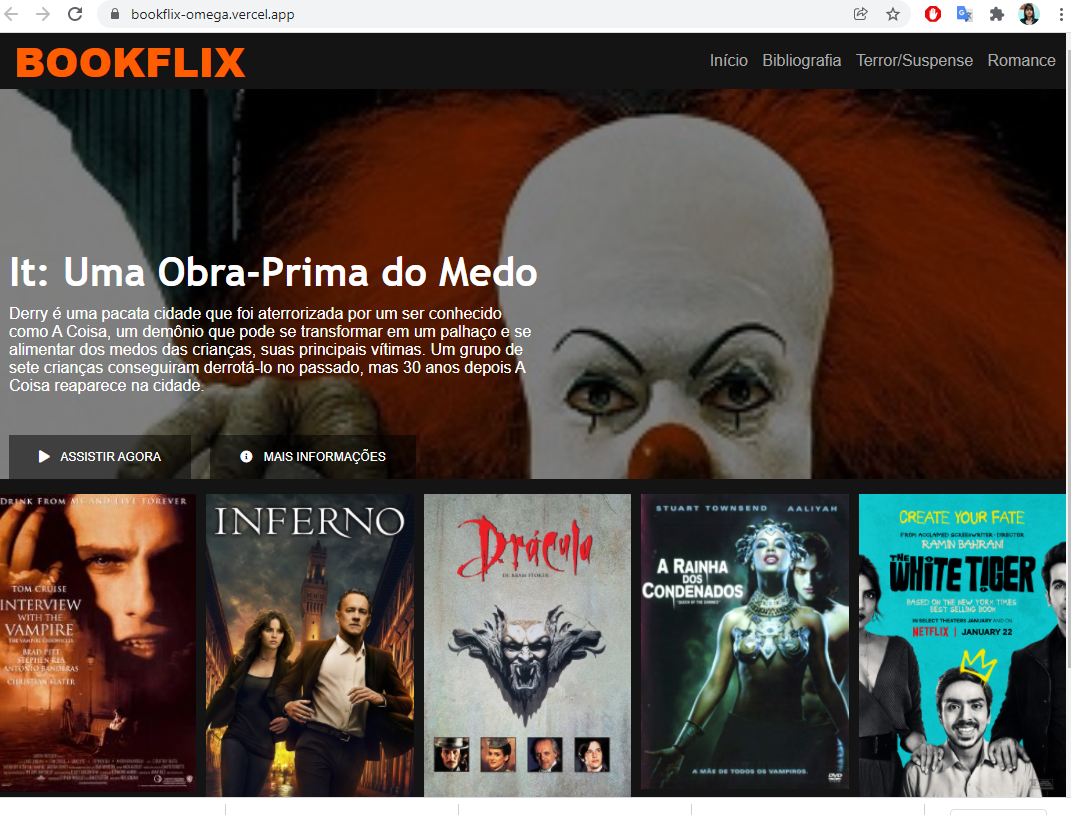 bookflix-omega.vercel.app
BOOKFLIX
Início Bibliografia Terror/Suspense Romance
It: Uma Obra-Prima do Medo
Derry é uma pacata cidade que foi aterrorizada por um ser conhecido
como A Coisa, um demônio que pode se transformar em um palhaço e se
alimentar dos medos das crianças, suas principais vítimas. Um grupo de
sete crianças conseguiram derrotá-lo no passado, mas 30 anos depois A
Coisa reaparece na cidade.
ASSISTIR AGORA
MAIS INFORMAÇÕES
DRINK FROM ME AND LIVE FOREVER
TOM CRUISE
INTERVIEW
WITH THE
VAMPIRE
THE VAMPIRE CHRONICLES
BRAD PITT
STEPHEN REA
ANTONIO BANDERAS
CHRISTIAN SLATER
INFERNO
Drácula
DE BRAM STOKER
STUART TOWNSEND AALIYAH
A RAINHA
DOS
CONDENADOS
"QUEEN OF THE DAMNED"
A MÃE DE TODOS OS VAMPIROS.
DVD
CREATE YOUR FATE
FROM ACCLAIMED SCREENWRITER - DIRECTOR
RAMIN BAHRANI
THE
WHITE TIGER
BASED ON THE NEW YORK TIMES
BEST SELLING BOOK
IN SELECT THEATERS JANUARY AND ON
NETFLIX | JANUARY 22